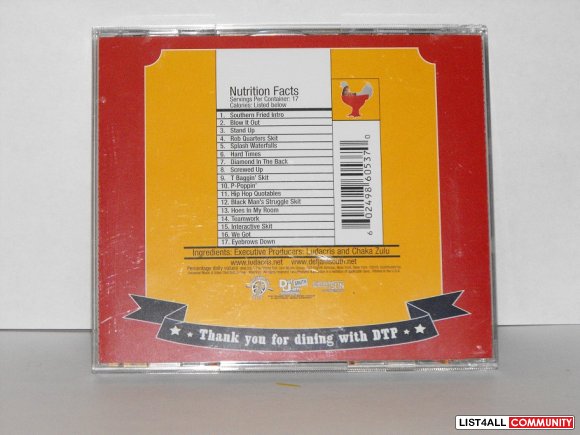 Nutrition Facts
Servings Per Container: 17
Calories: Listed below
1. Southern Fried Intro
2. Blow It Out
3. Stand Up
4. Rob Quarters Skit
5. Splash Waterfalls
6. Hard Times
7. Diamond In The Back
8. Screwed Up
9. T Baggin' Skit
10. P-Poppin'
11. Hip Hop Quotables
12. Black Man's Struggle Skit
13. Hoes In My Room
14. Teamwork
15. Interactive Skit
16. We Got
17. Eyebrows Down
6 02498 60537 0
Ingredients: Executive Producers: Ludacris and Chaka Zulu
www.ludacris.net www.defjamsouth.net
Thank you for dining with DTP
LIST4ALL COMMUNITY